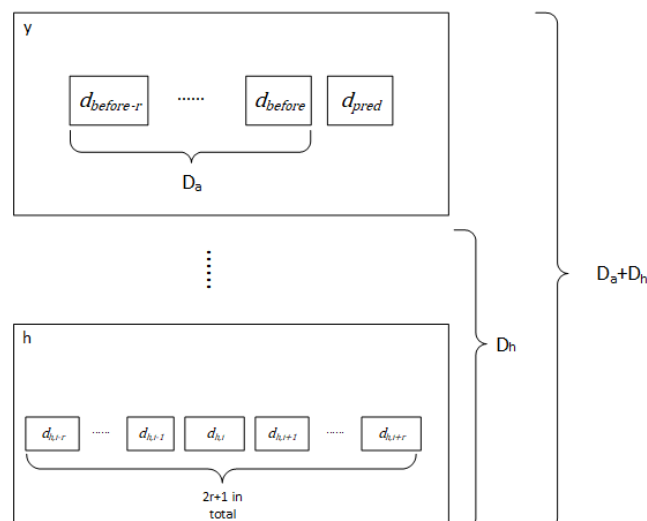 y
d_before-r ...... d_before d_pred
D_a
......
D_a+D_h
D_h
h
d_h,i-r ...... d_h,i-1 d_h,i d_h,i+1 ...... d_h,i+r
2r+1 in
total